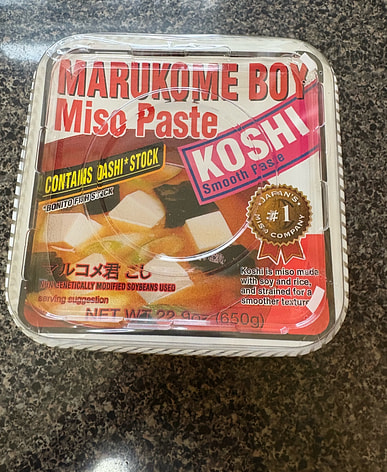 MARUKOME BOY
Miso Paste
KOSHI
Smooth Paste
CONTAINS DASHI* STOCK
*BONITO FISH STOCK
JAPAN'S
#1
MISO COMPANY
マルコメ君 こし
NON GENETICALLY MODIFIED SOYBEANS USED
serving suggestion
Koshi is miso made
with soy and rice,
and strained for a
smoother texture
NET WT 22.9oz (650g)